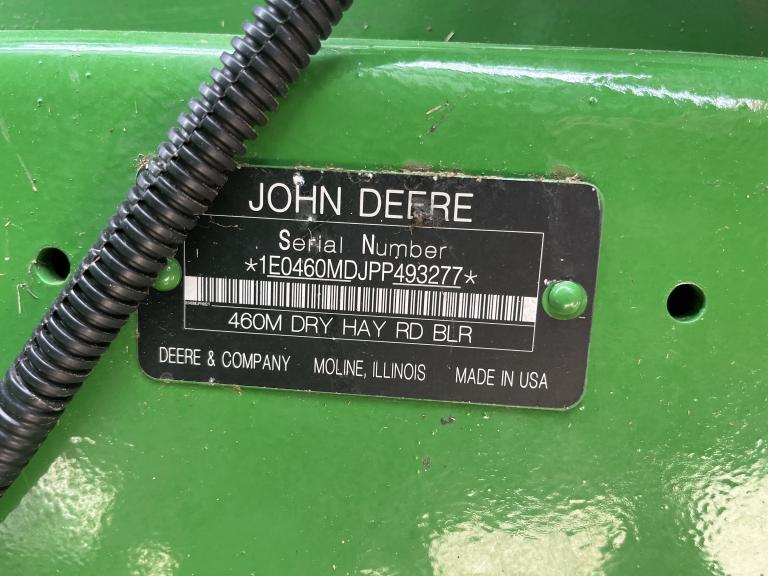 JOHN DEERE
Serial Number
*1E0460MDJPP493277*
460M DRY HAY RD BLR
DEERE & COMPANY MOLINE, ILLINOIS MADE IN USA